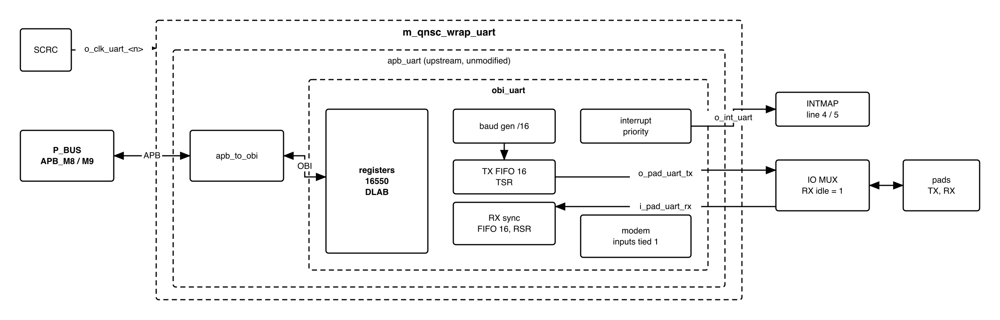 m_qnsc_wrap_uart
SCRC
o_clk_uart_<n>
apb_uart (upstream, unmodified)
obi_uart
P_BUS
APB_M8 / M9
APB
apb_to_obi
OBI
registers
16550
DLAB
baud gen /16
interrupt
priority
o_int_uart
INTMAP
line 4 / 5
TX FIFO 16
TSR
o_pad_uart_tx
IO MUX
RX idle = 1
pads
TX, RX
RX sync
FIFO 16, RSR
i_pad_uart_rx
modem
inputs tied 1